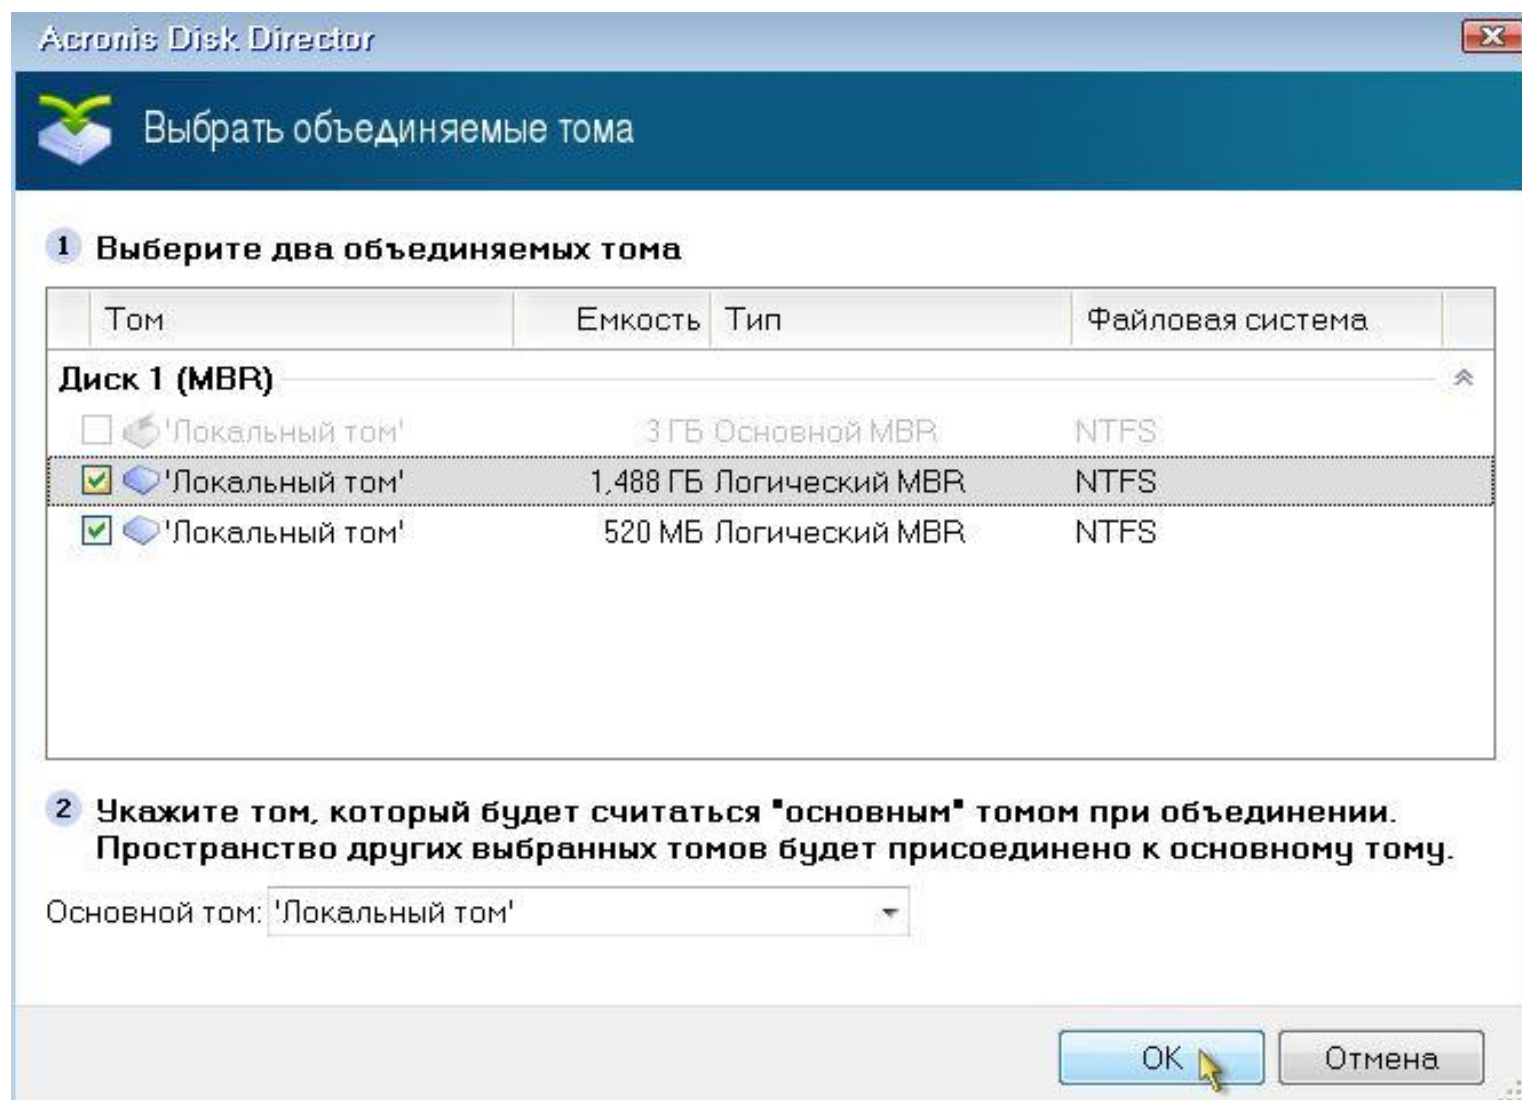 Acronis Disk Director
Выбрать объединяемые тома
1 Выберите два объединяемых тома
Том Емкость Тип Файловая система
Диск 1 (MBR)
'Локальный том' 3 ГБ Основной MBR NTFS
'Локальный том' 1,488 ГБ Логический MBR NTFS
'Локальный том' 520 МБ Логический MBR NTFS
2 Укажите том, который будет считаться "основным" томом при объединении.
Пространство других выбранных томов будет присоединено к основному тому.
Основной том: 'Локальный том'
OK Отмена